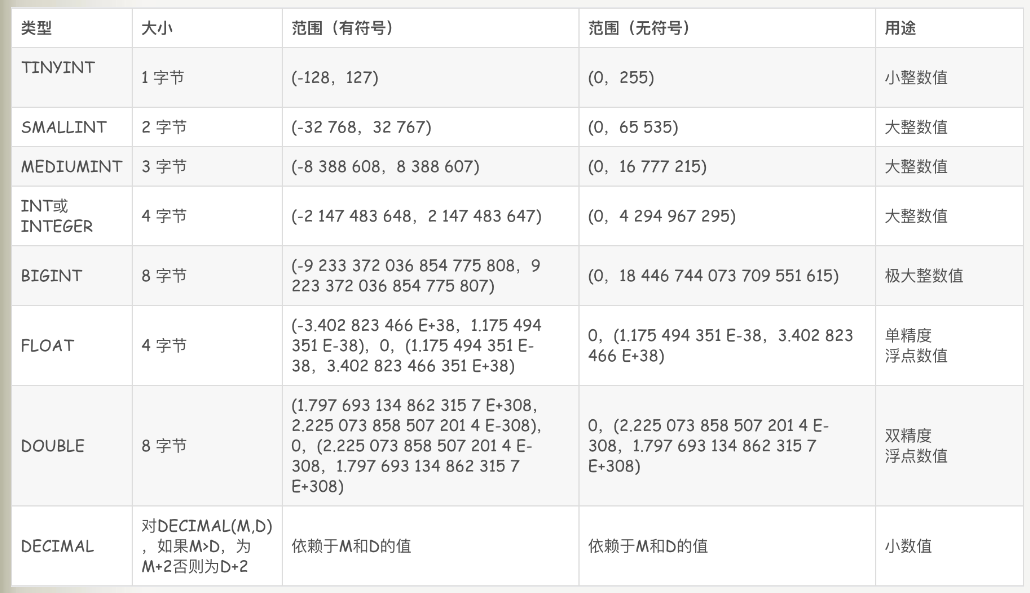 类型 大小 范围（有符号） 范围（无符号） 用途
TINYINT 1 字节 (-128，127) (0，255) 小整数值
SMALLINT 2 字节 (-32 768，32 767) (0，65 535) 大整数值
MEDIUMINT 3 字节 (-8 388 608，8 388 607) (0，16 777 215) 大整数值
INT或
INTEGER
4 字节 (-2 147 483 648，2 147 483 647) (0，4 294 967 295) 大整数值
BIGINT 8 字节
(-9 233 372 036 854 775 808，9
223 372 036 854 775 807)
(0，18 446 744 073 709 551 615) 极大整数值
FLOAT 4 字节
(-3.402 823 466 E+38，1.175 494
351 E-38)，0，(1.175 494 351 E-
38，3.402 823 466 351 E+38)
0，(1.175 494 351 E-38，3.402 823
466 E+38)
单精度
浮点数值
DOUBLE 8 字节
(1.797 693 134 862 315 7 E+308，
2.225 073 858 507 201 4 E-308)，
0，(2.225 073 858 507 201 4 E-
308，1.797 693 134 862 315 7
E+308)
0，(2.225 073 858 507 201 4 E-
308，1.797 693 134 862 315 7
E+308)
双精度
浮点数值
DECIMAL
对DECIMAL(M,D)
，如果M>D，为
M+2否则为D+2
依赖于M和D的值 依赖于M和D的值 小数值